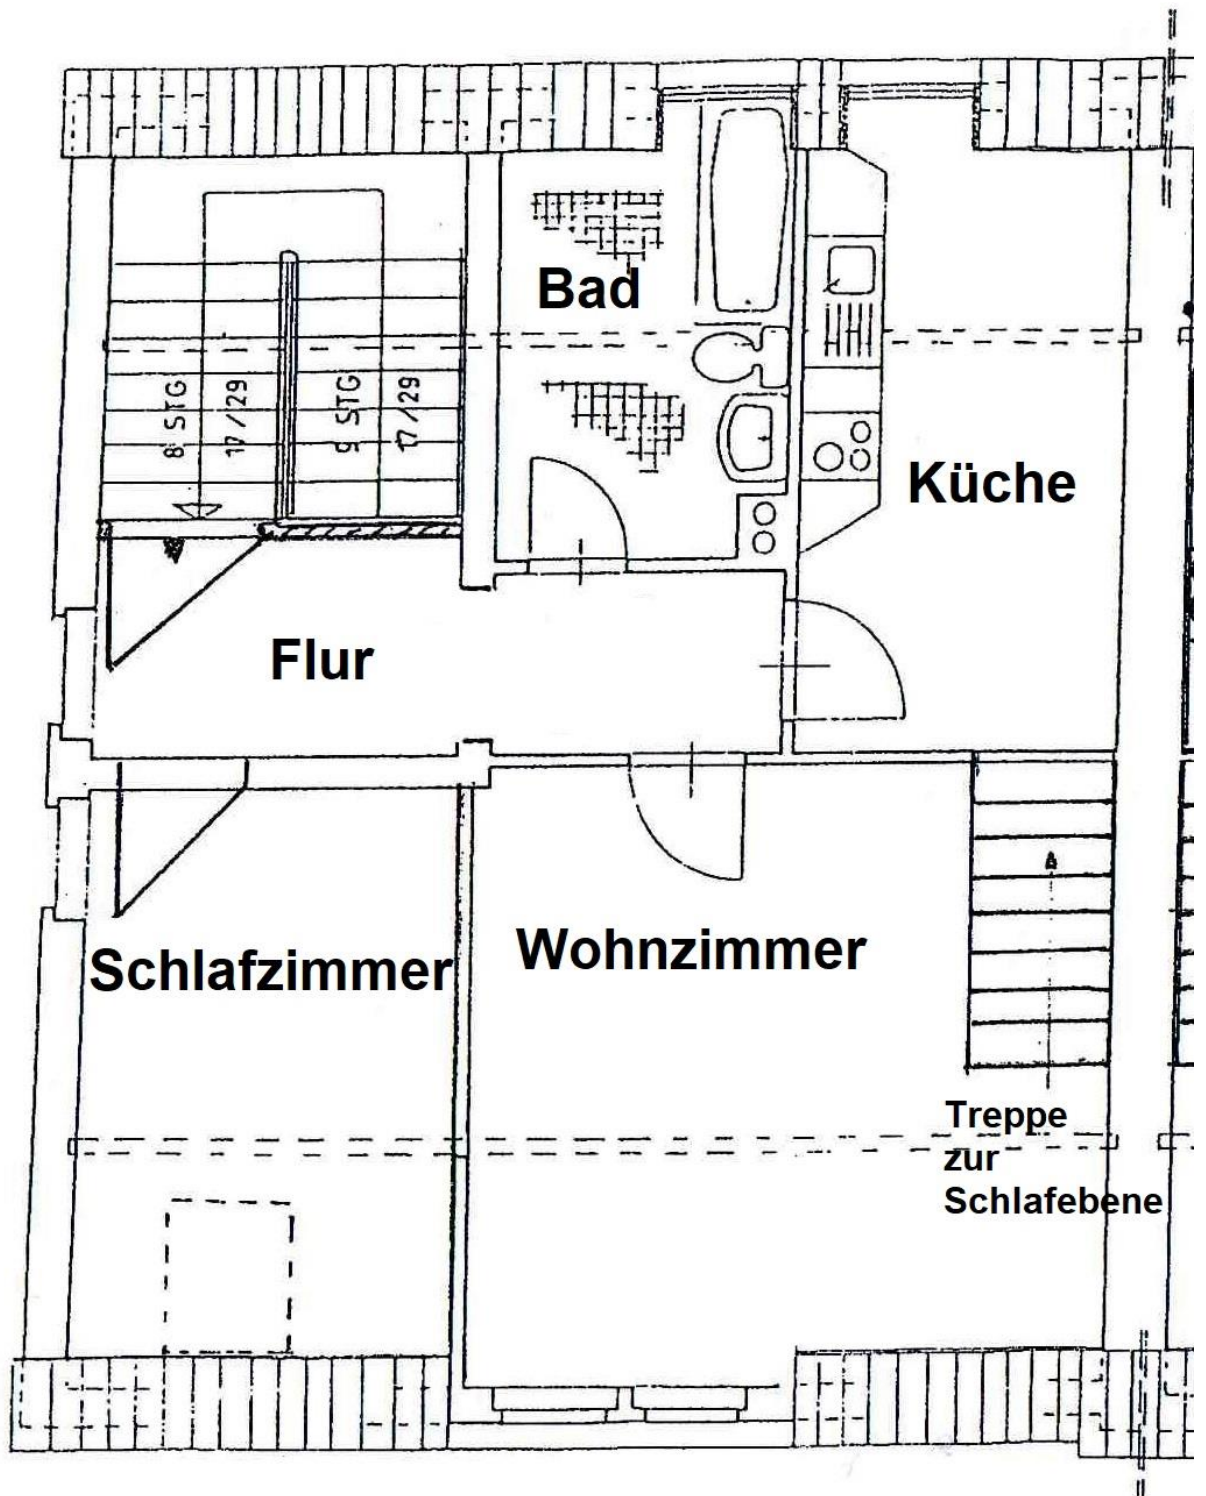 Bad
8 STG
17/29
9 STG
17/29
Küche
Flur
Schlafzimmer
Wohnzimmer
Treppe
zur
Schlafebene